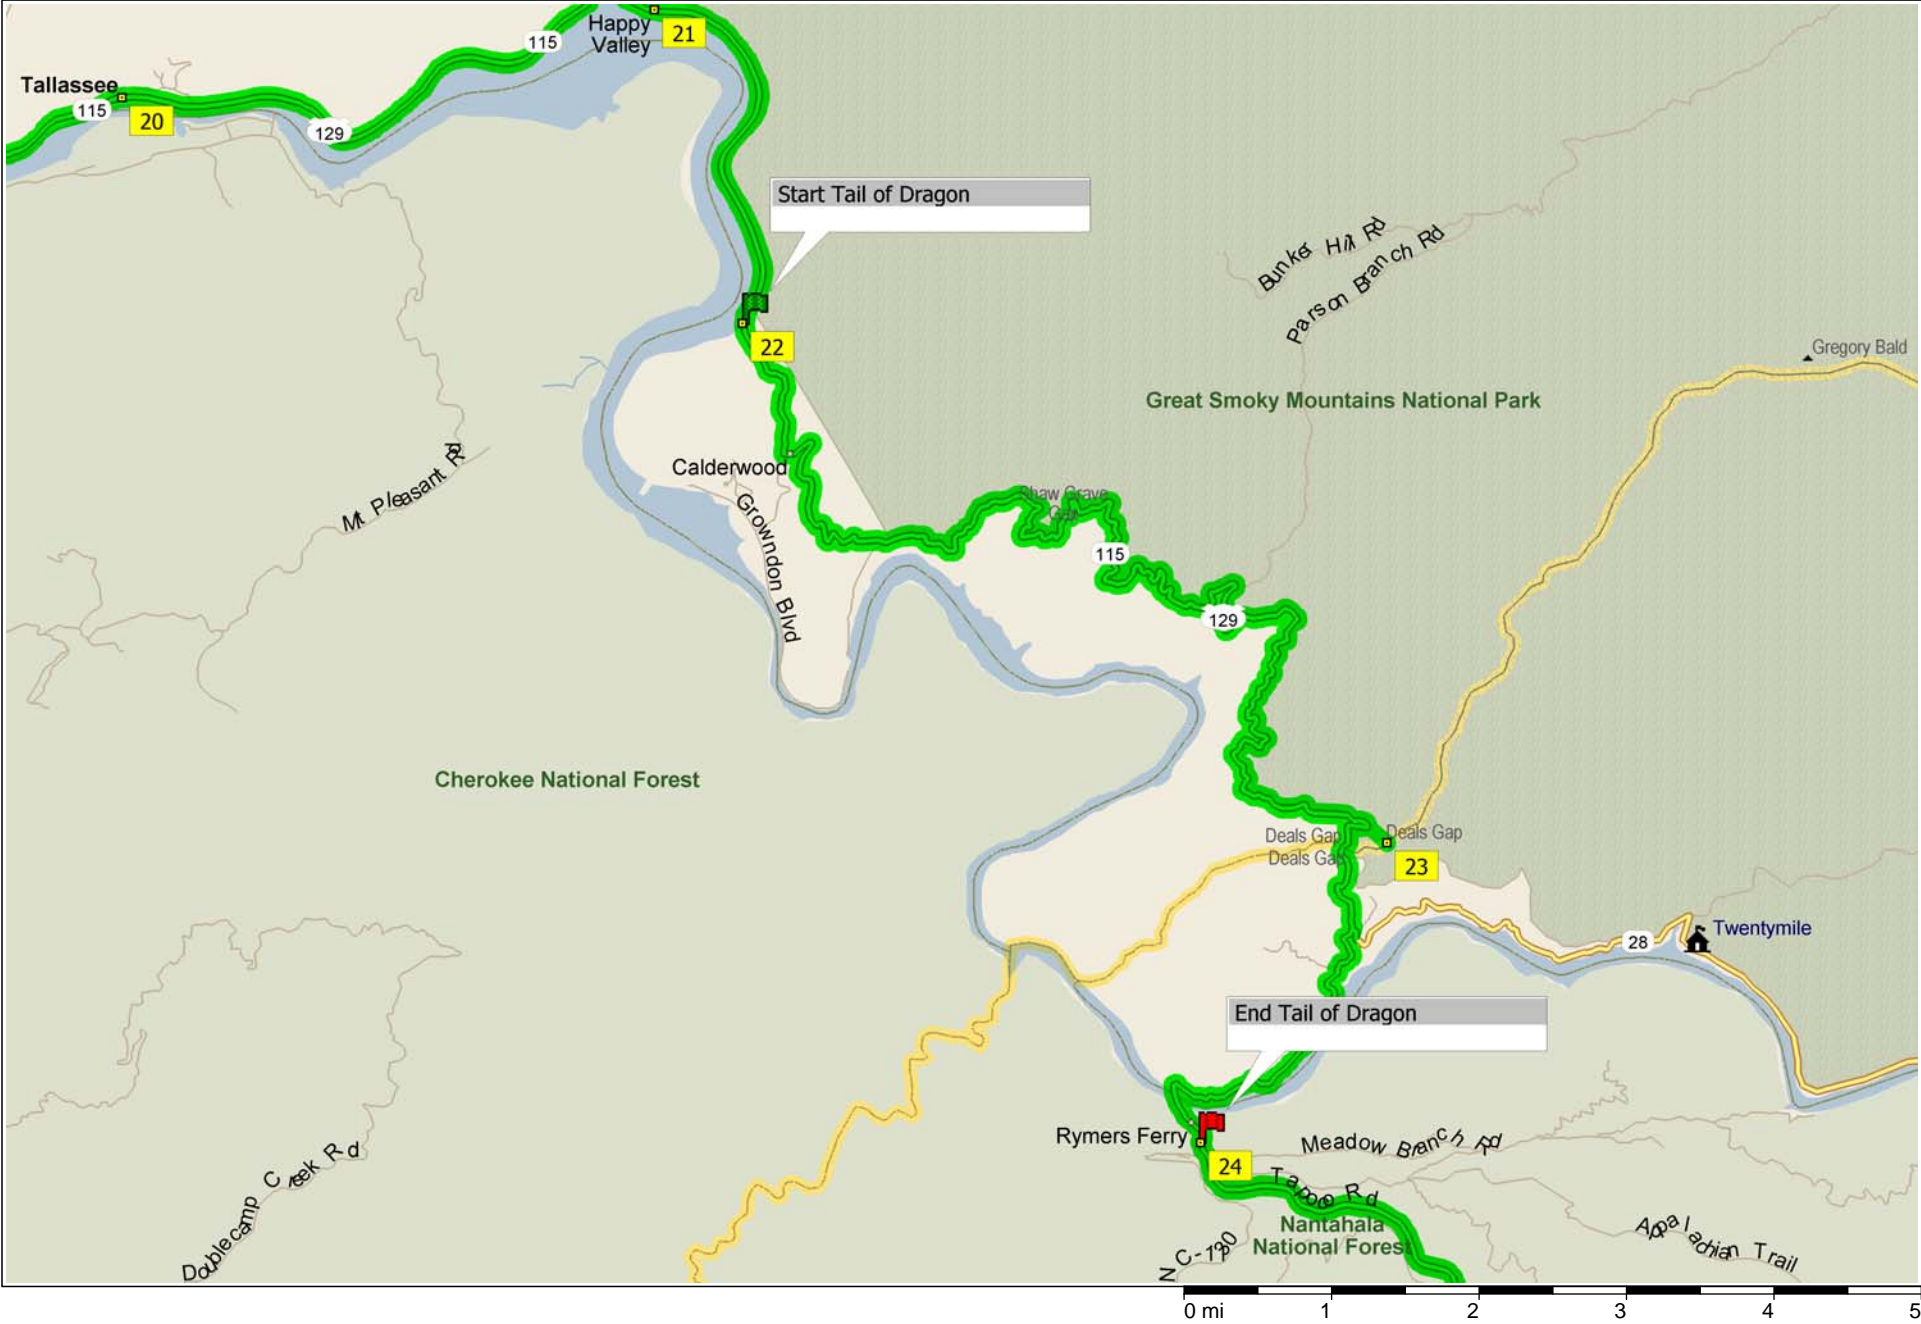 Happy
Valley
21
115
Tallassee
115
20
129
Start Tail of Dragon
22
Bunker Hill Rd
Parson Branch Rd
Gregory Bald
Great Smoky Mountains National Park
Mt Pleasant Rd
Calderwood
Growndon Blvd
Shaw Grave
Gap
115
129
Cherokee National Forest
Deals Gap
Deals Gap
Deals Gap
23
Twentymile
28
End Tail of Dragon
Rymers Ferry
24
Meadow Branch Rd
Tapoco Rd
Nantahala
National Forest
Appalachian Trail
Doublecamp Creek Rd
0 mi 1 2 3 4 5